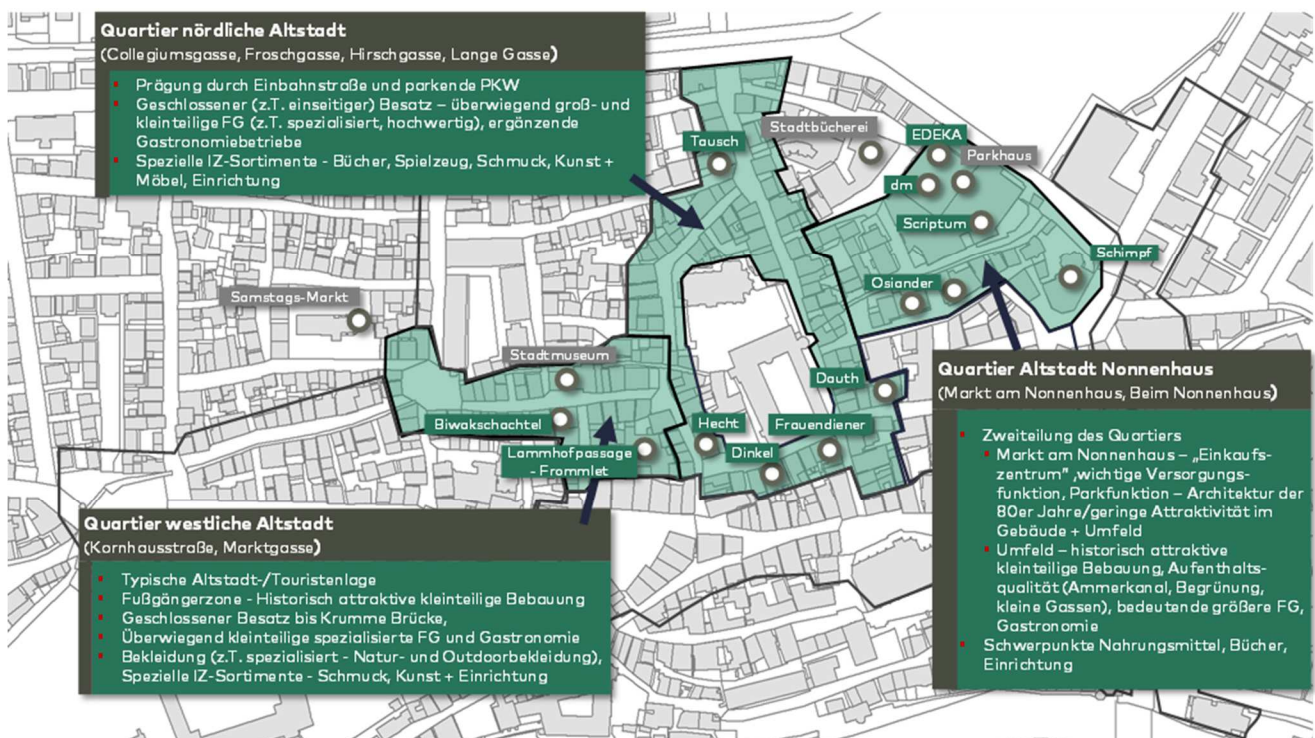 Quartier nördliche Altstadt
(Collegiumsgasse, Froschgasse, Hirschgasse, Lange Gasse)
Prägung durch Einbahnstraße und parkende PKW
Geschlossener (z.T. einseitiger) Besatz – überwiegend groß- und
kleinteilige FG (z.T. spezialisiert, hochwertig), ergänzende
Gastronomiebetriebe
Spezielle IZ-Sortimente - Bücher, Spielzeug, Schmuck, Kunst +
Möbel, Einrichtung
Tausch
Stadtbücherei
EDEKA
Parkhaus
dm
Scriptum
Schimpf
Osiander
Samstags-Markt
Stadtmuseum
Biwakschachtel
Lammhofpassage
- Frommlet
Hecht
Dinkel
Frauendiener
Dauth
Quartier Altstadt Nonnenhaus
(Markt am Nonnenhaus, Beim Nonnenhaus)
Zweiteilung des Quartiers
Markt am Nonnenhaus – „Einkaufs-
zentrum" ,wichtige Versorgungs-
funktion, Parkfunktion – Architektur der
80er Jahre/geringe Attraktivität im
Gebäude + Umfeld
Umfeld – historisch attraktive
kleinteilige Bebauung, Aufenthalts-
qualität (Ammerkanal, Begrünung,
kleine Gassen), bedeutende größere FG,
Gastronomie
Schwerpunkte Nahrungsmittel, Bücher,
Einrichtung
Quartier westliche Altstadt
(Kornhausstraße, Marktgasse)
Typische Altstadt-/Touristenlage
Fußgängerzone - Historisch attraktive kleinteilige Bebauung
Geschlossener Besatz bis Krumme Brücke,
Überwiegend kleinteilige spezialisierte FG und Gastronomie
Bekleidung (z.T. spezialisiert - Natur- und Outdoorbekleidung),
Spezielle IZ-Sortimente - Schmuck, Kunst + Einrichtung